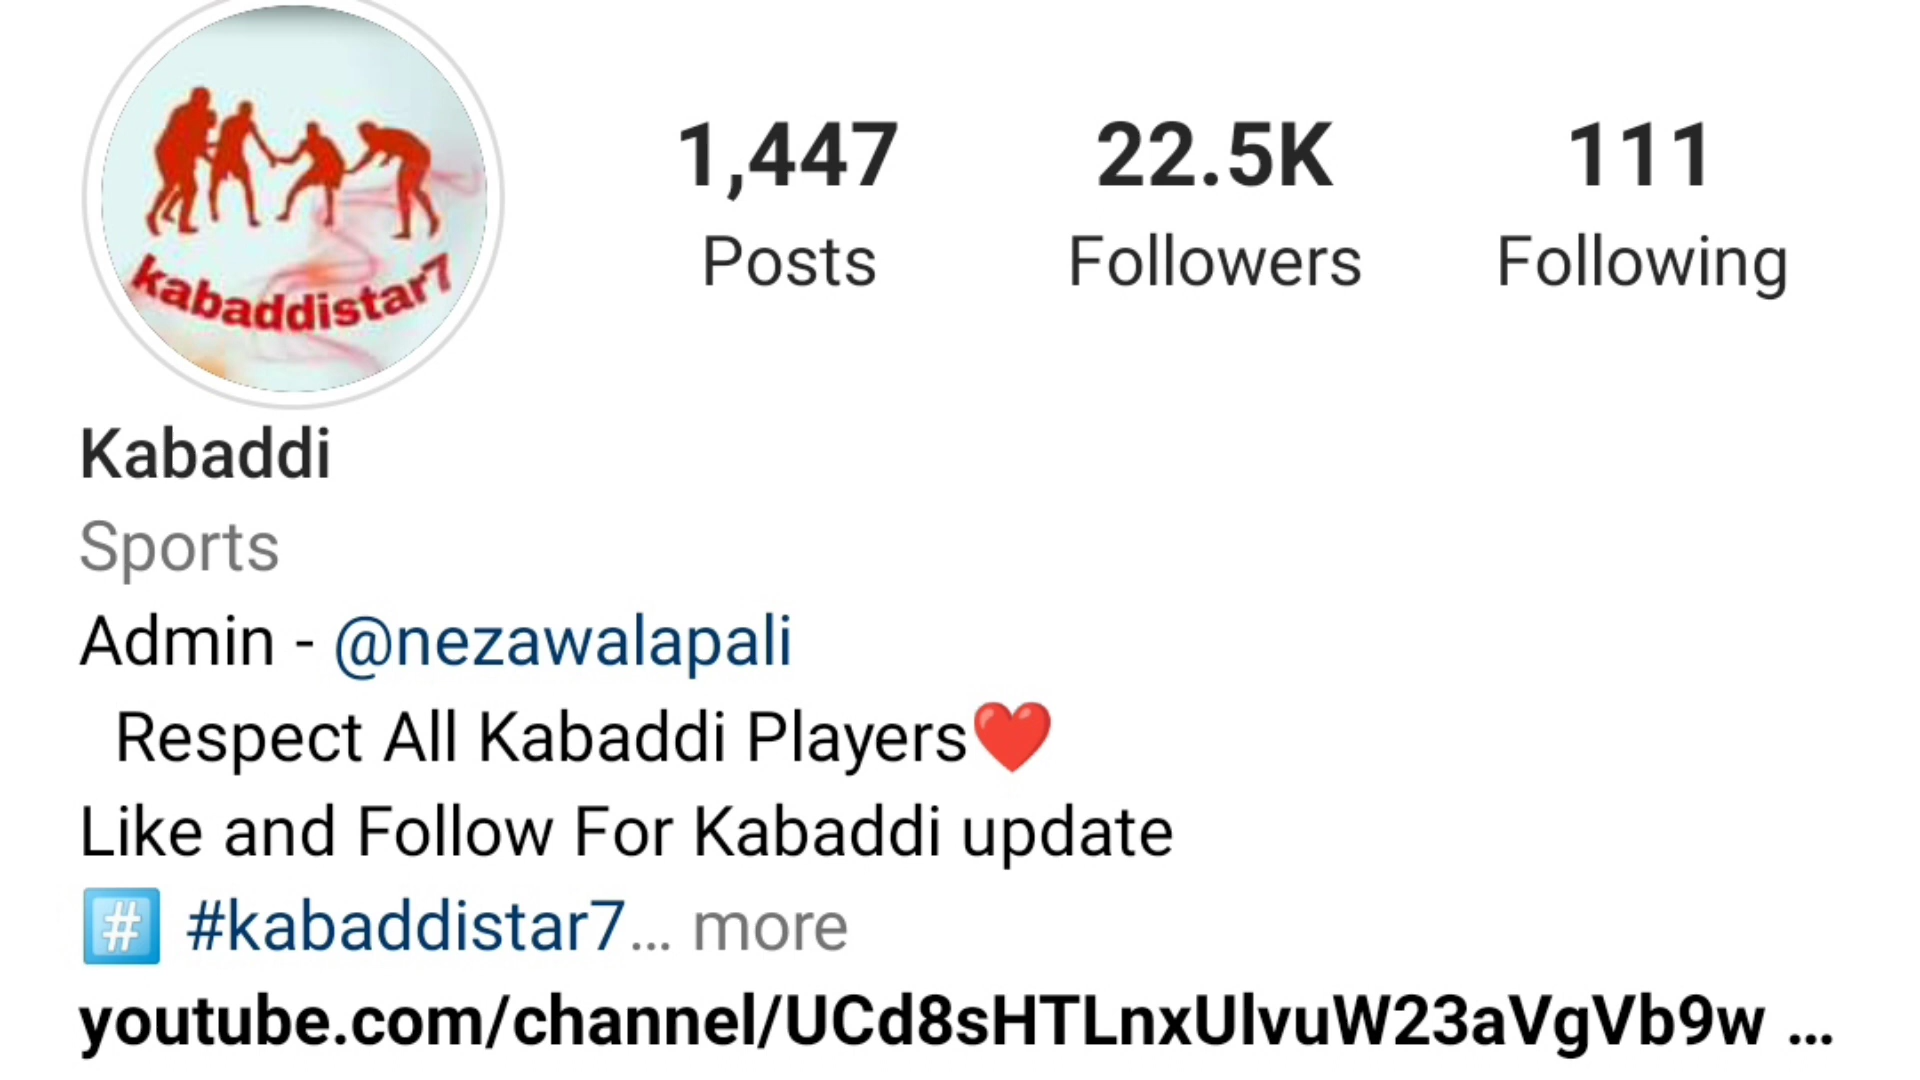 kabaddistar7
1,447 22.5K 111
Posts Followers Following
Kabaddi
Sports
Admin - @nezawalapali
Respect All Kabaddi Players❤️
Like and Follow For Kabaddi update
#️⃣ #kabaddistar7... more
youtube.com/channel/UCd8sHTLnxUlvuW23aVgVb9w ...